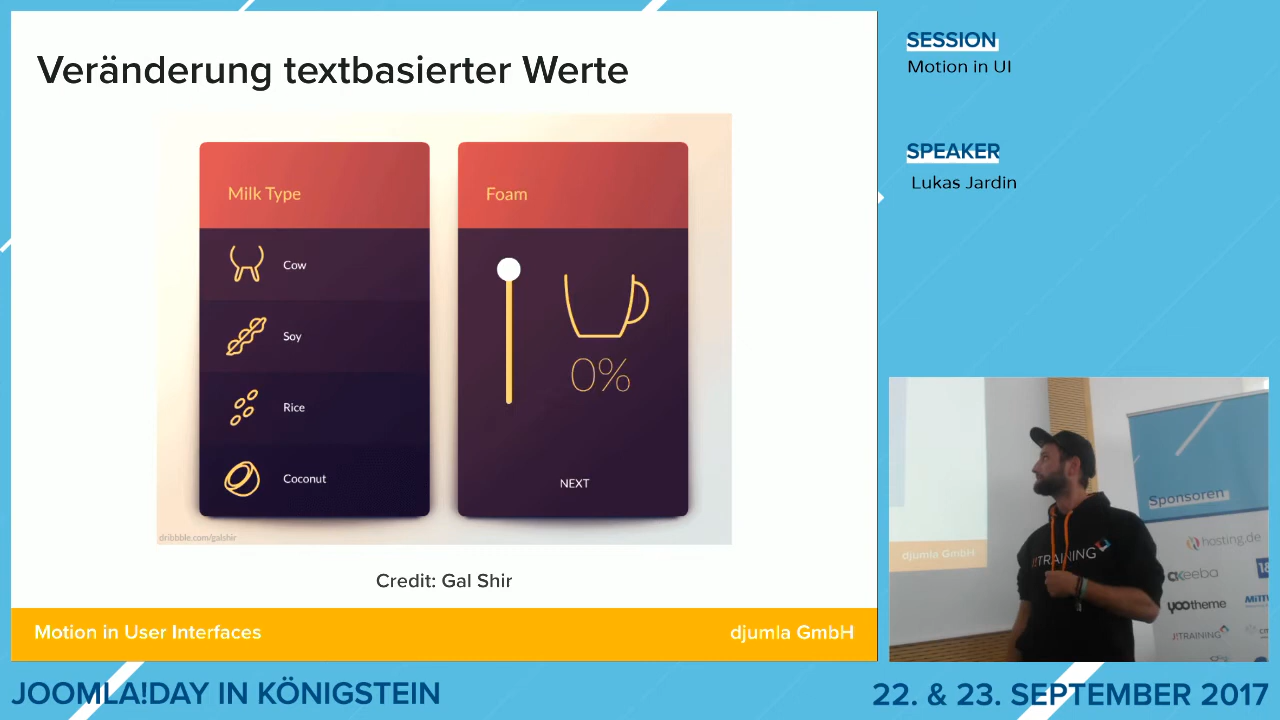 Veränderung textbasierter Werte
Milk Type
Cow
Soy
Rice
Coconut
Foam
0%
NEXT
dribbble.com/galshir
Credit: Gal Shir
Motion in User Interfaces
djumla GmbH
SESSION
Motion in UI
SPEAKER
Lukas Jardin
djumla GmbH
J!TRAINING
Sponsoren
hosting.de
akeeba
yootheme
J!TRAINING
JOOMLA!DAY IN KÖNIGSTEIN
22. & 23. SEPTEMBER 2017